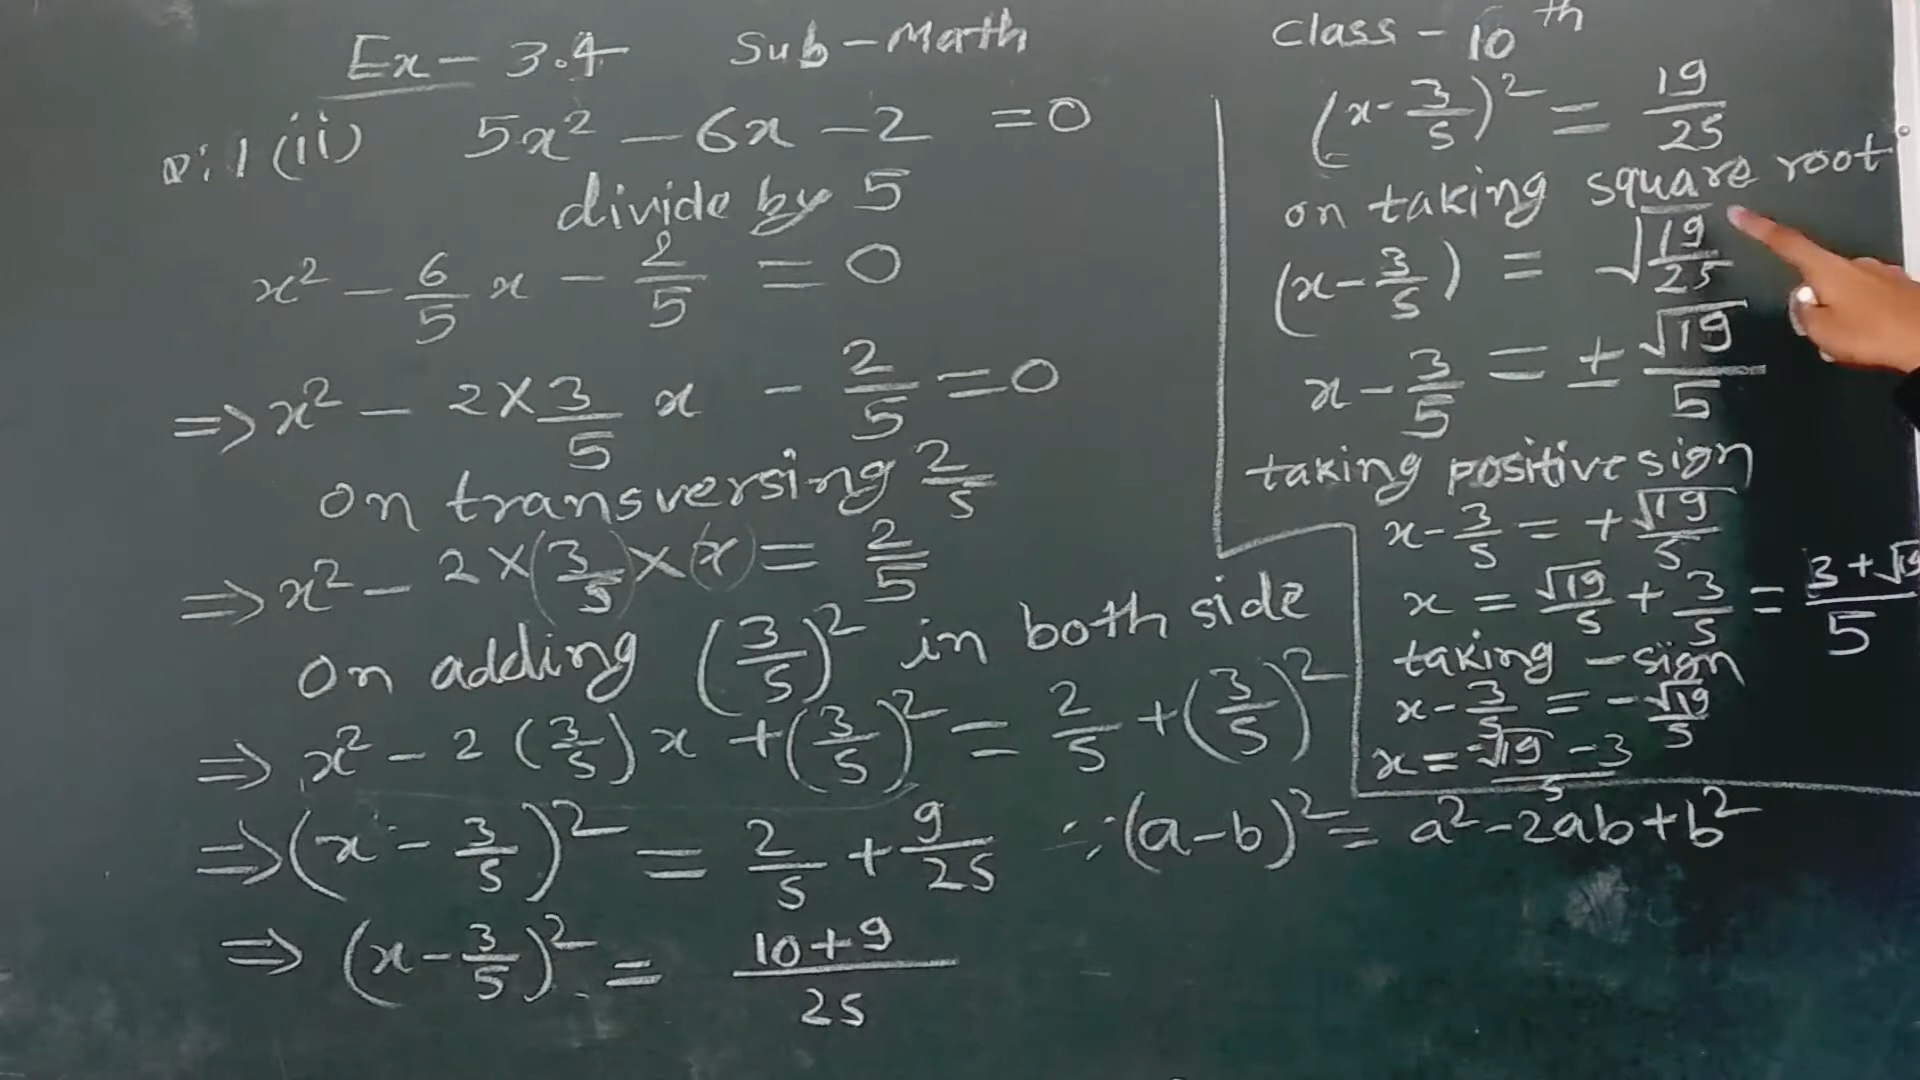 Ex - 3.4 Sub - Math Class - 10th
Q.1 (ii) 5x² - 6x - 2 = 0
divide by 5
x² - 6/5 x - 2/5 = 0
=> x² - 2 × 3/5 x - 2/5 = 0
on transversing 2/5
=> x² - 2 × (3/5) × (x) = 2/5
on adding (3/5)² in both side
=> x² - 2 (3/5) x + (3/5)² = 2/5 + (3/5)²
=> (x - 3/5)² = 2/5 + 9/25 ∵ (a-b)² = a² - 2ab + b²
=> (x - 3/5)² = 10+9/25
(x - 3/5)² = 19/25
on taking square root
(x - 3/5) = √19/25
x - 3/5 = ± √19/5
taking positive sign
x - 3/5 = + √19/5
x = √19/5 + 3/5 = 3 + √19/5
taking - sign
x - 3/5 = - √19/5
x = -√19 - 3/5